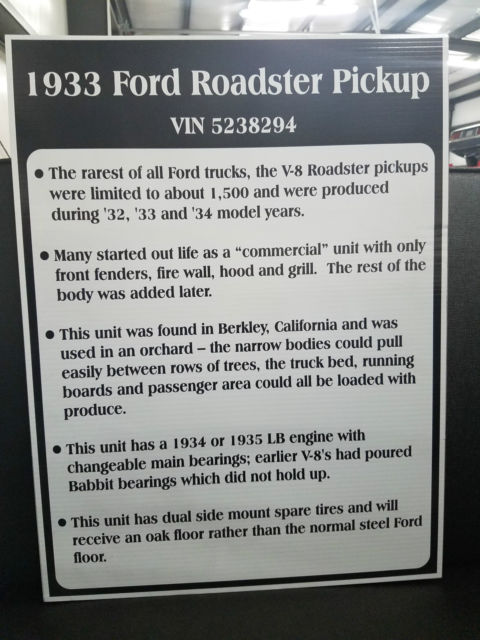 1933 Ford Roadster Pickup
VIN 5238294
• The rarest of all Ford trucks, the V-8 Roadster pickups
were limited to about 1,500 and were produced
during '32, '33 and '34 model years.
• Many started out life as a “commercial” unit with only
front fenders, fire wall, hood and grill. The rest of the
body was added later.
• This unit was found in Berkley, California and was
used in an orchard – the narrow bodies could pull
easily between rows of trees, the truck bed, running
boards and passenger area could all be loaded with
produce.
• This unit has a 1934 or 1935 LB engine with
changeable main bearings; earlier V-8's had poured
Babbit bearings which did not hold up.
• This unit has dual side mount spare tires and will
receive an oak floor rather than the normal steel Ford
floor.